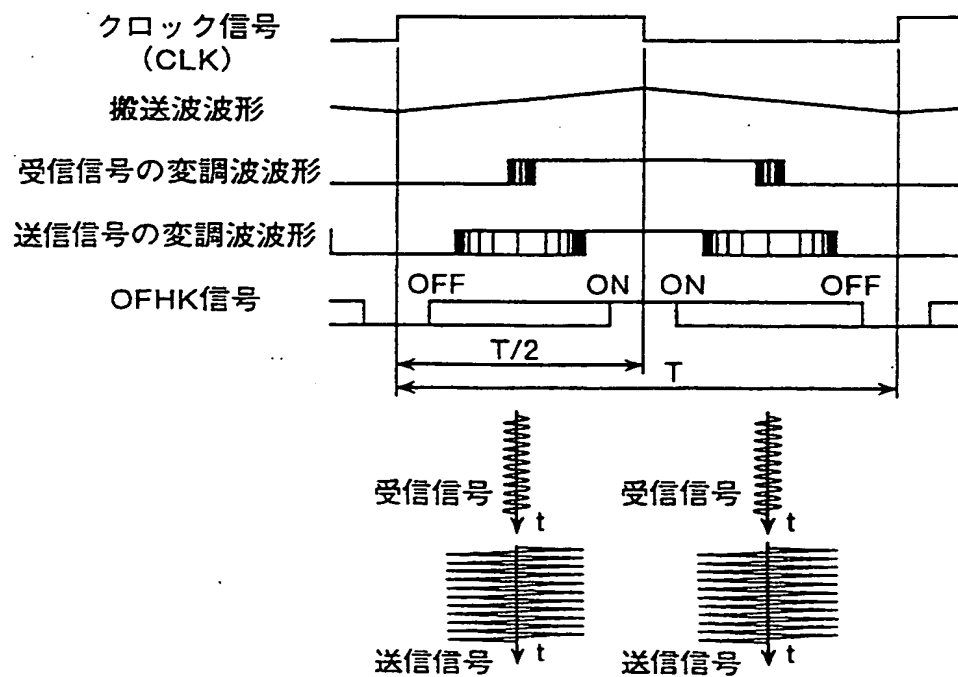 クロック信号
(CLK)
搬送波波形
受信信号の変調波波形
送信信号の変調波波形
OFHK信号
OFF
ON
ON
OFF
T/2
T
受信信号
t
受信信号
t
送信信号
t
送信信号
t